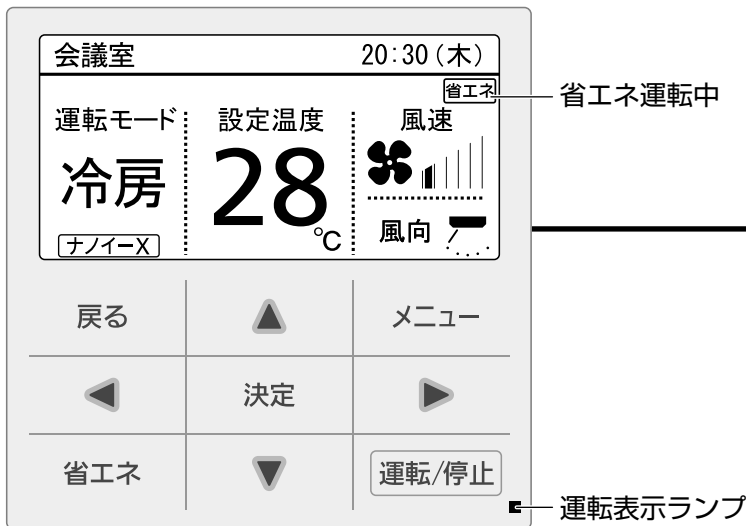 会議室 20:30(木)
省エネ 省エネ運転中
運転モード 設定温度 風速
冷房 28℃
風向
ナノイーX
戻る メニュー
決定
省エネ 運転/停止
運転表示ランプ